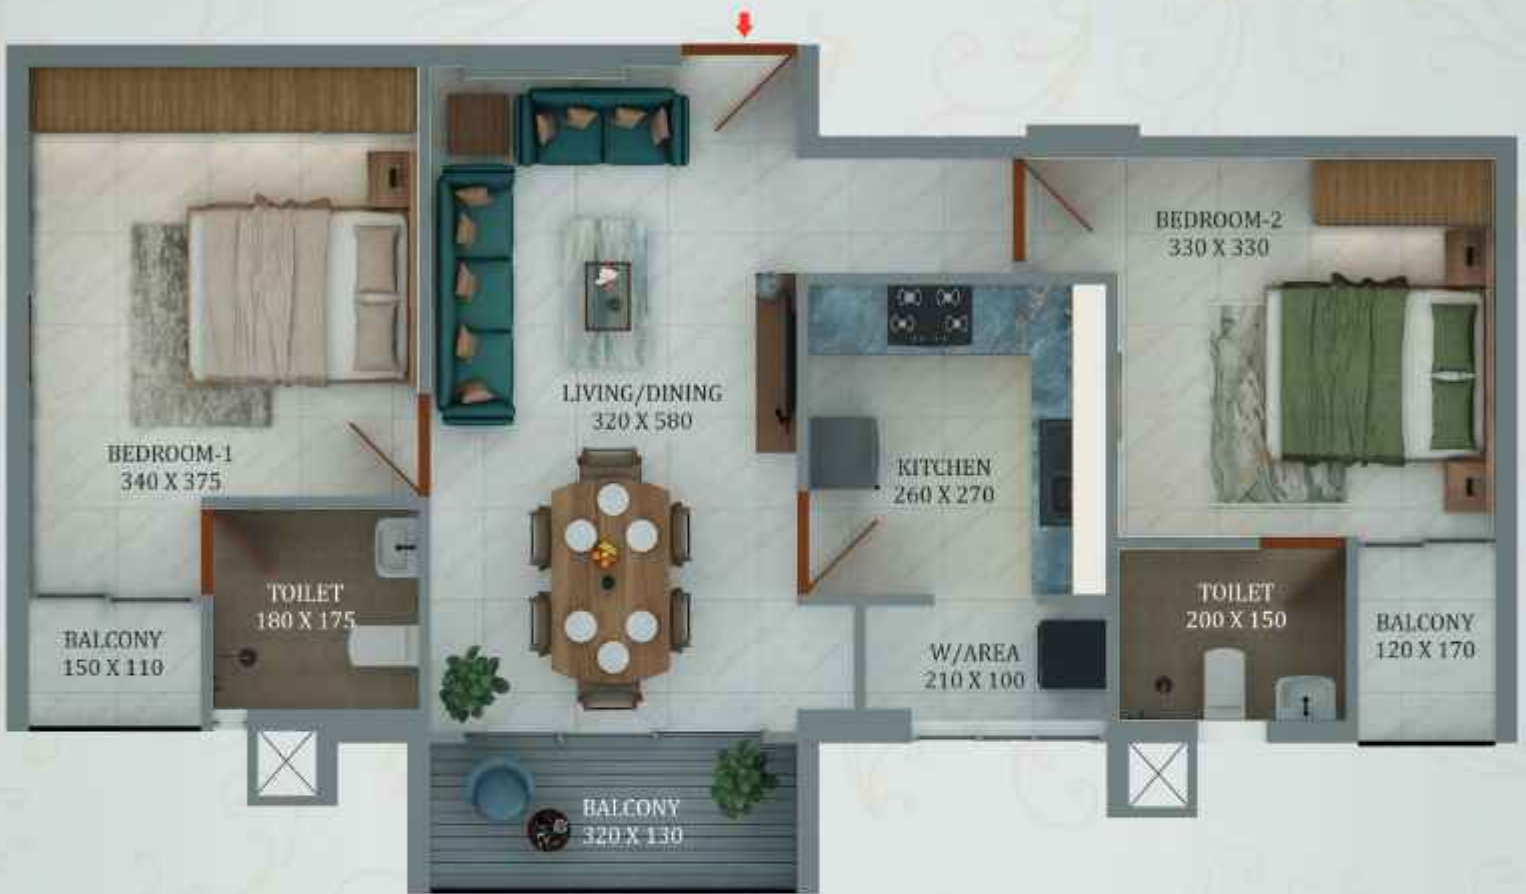 BEDROOM-2
330 X 330
LIVING/DINING
320 X 580
BEDROOM-1
340 X 375
KITCHEN
260 X 270
TOILET
180 X 175
TOILET
200 X 150
BALCONY
150 X 110
W/AREA
210 X 100
BALCONY
120 X 170
BALCONY
320 X 130